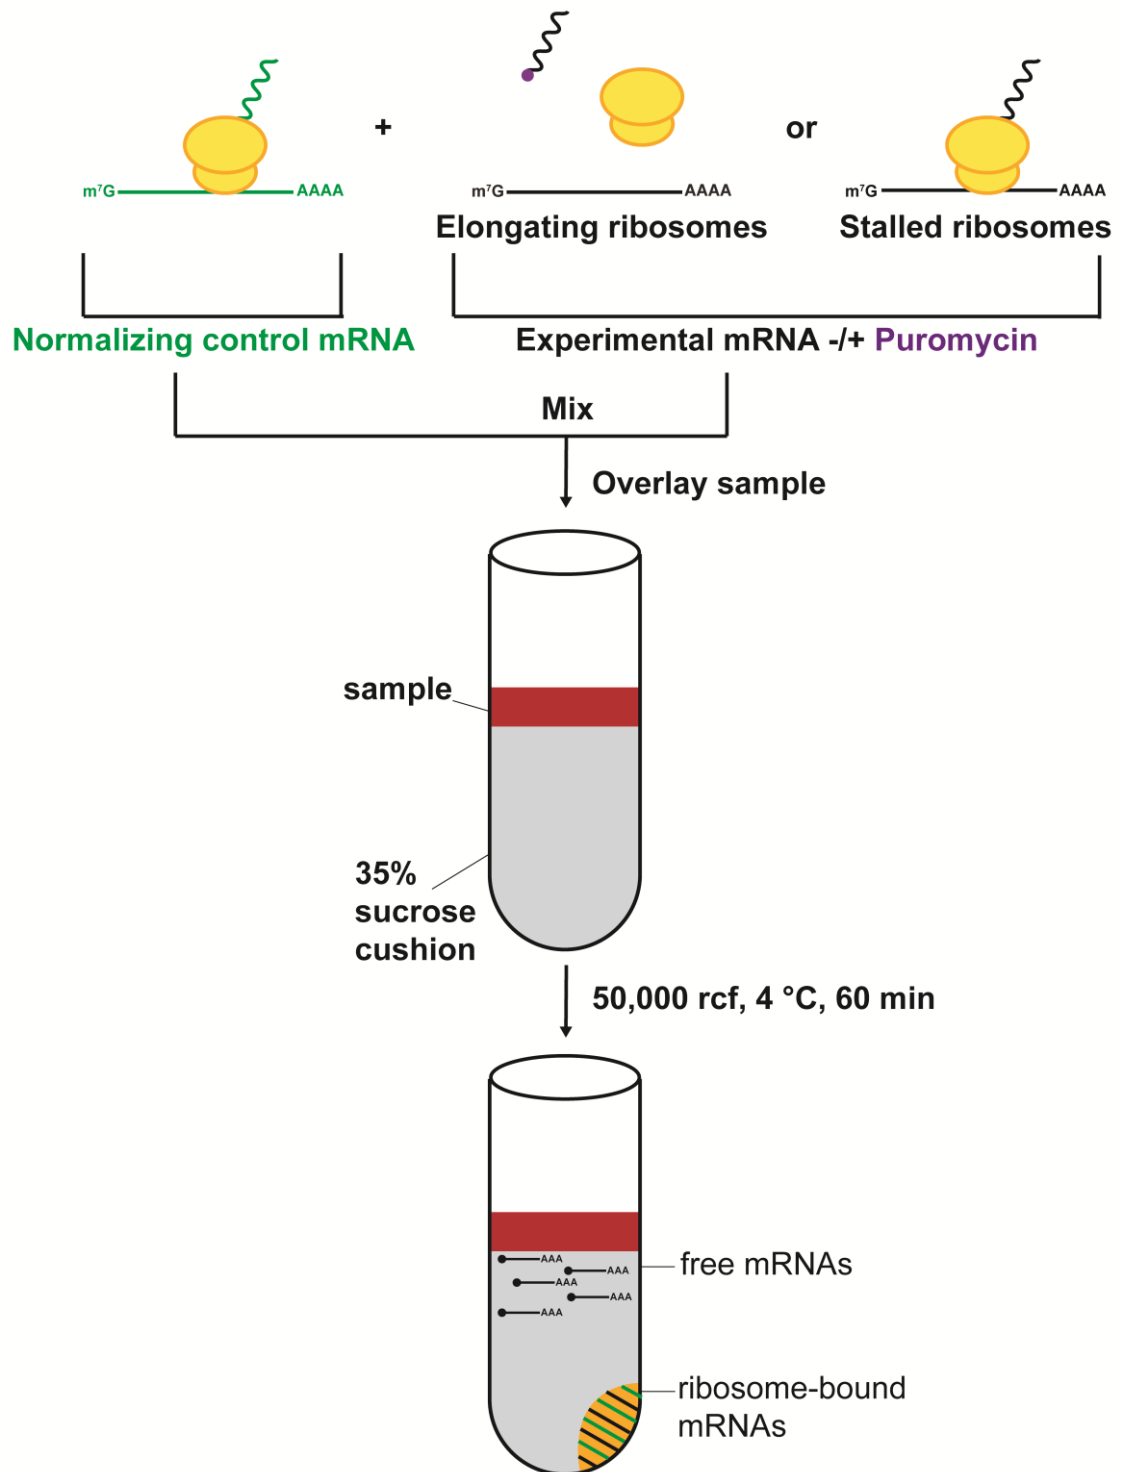 +
or
m⁷G AAAA
m⁷G AAAA
m⁷G AAAA
Elongating ribosomes
Stalled ribosomes
Normalizing control mRNA
Experimental mRNA -/+ Puromycin
Mix
Overlay sample
sample
35%
sucrose
cushion
50,000 rcf, 4 °C, 60 min
AAA
AAA
AAA
AAA
AAA
free mRNAs
ribosome-bound
mRNAs